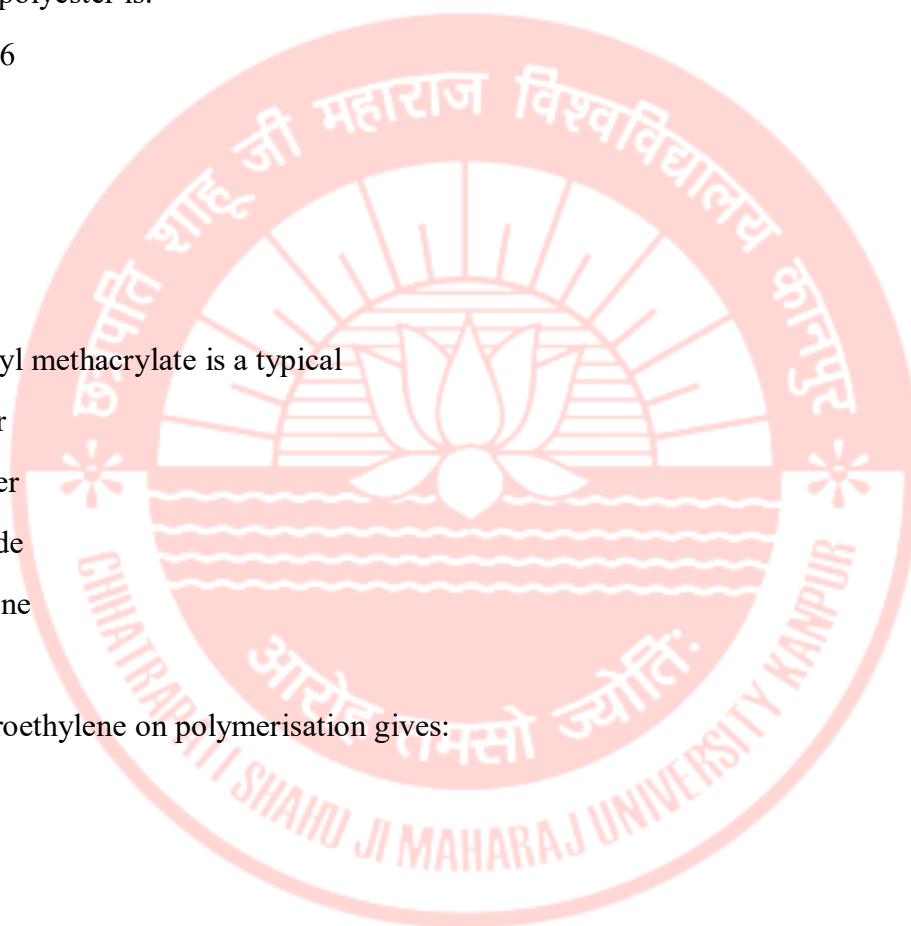 polyester is:
6
yl methacrylate is a typical
r
er
de
ne
roethylene on polymerisation gives:
छत्रपति शाहू जी महाराज विश्वविद्यालय कानपुर
आरोह तमसो ज्योतिः
CHHATRAPATI SHAHU JI MAHARAJ UNIVERSITY KANPUR